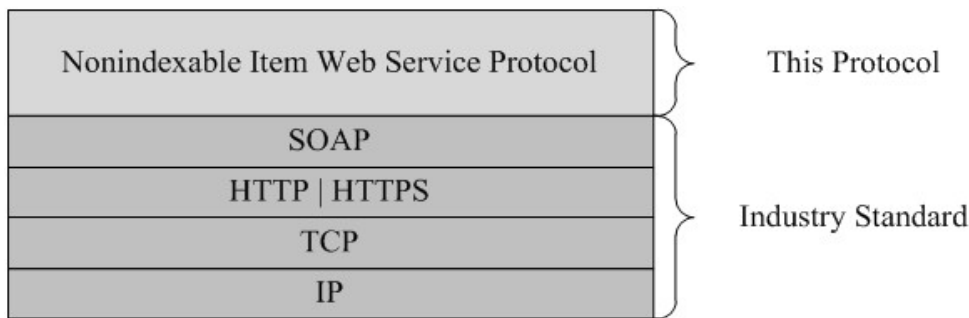 Nonindexable Item Web Service Protocol
This Protocol
SOAP
HTTP | HTTPS
TCP
IP
Industry Standard